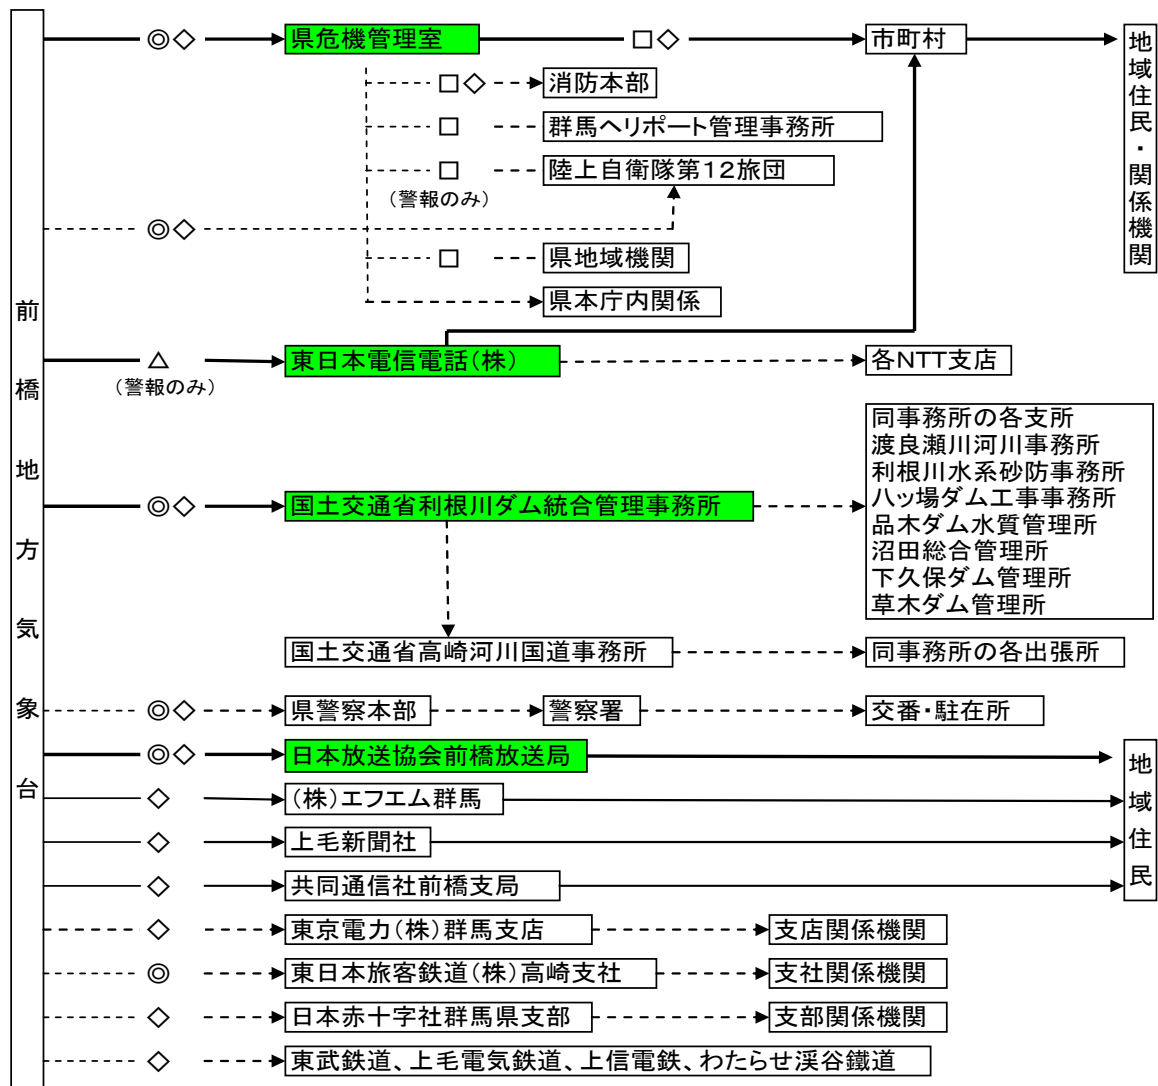 前橋地方気象台
◎◇ 県危機管理室 □◇ 市町村
地域住民・関係機関
□◇ 消防本部
□ 群馬ヘリポート管理事務所
□ 陸上自衛隊第12旅団
(警報のみ)
◎◇
□ 県地域機関
県本庁内関係
△ 東日本電信電話(株) 各NTT支店
(警報のみ)
同事務所の各支所
渡良瀬川河川事務所
利根川水系砂防事務所
◎◇ 国土交通省利根川ダム統合管理事務所 八ッ場ダム工事事務所
品木ダム水質管理所
沼田総合管理所
下久保ダム管理所
草木ダム管理所
国土交通省高崎河川国道事務所 同事務所の各出張所
◎◇ 県警察本部 警察署 交番・駐在所
◎◇ 日本放送協会前橋放送局
地域住民
◇ (株)エフエム群馬
◇ 上毛新聞社
◇ 共同通信社前橋支局
◇ 東京電力(株)群馬支店 支店関係機関
◎ 東日本旅客鉄道(株)高崎支社 支社関係機関
◇ 日本赤十字社群馬県支部 支部関係機関
◇ 東武鉄道、上毛電気鉄道、上信電鉄、わたらせ渓谷鐵道